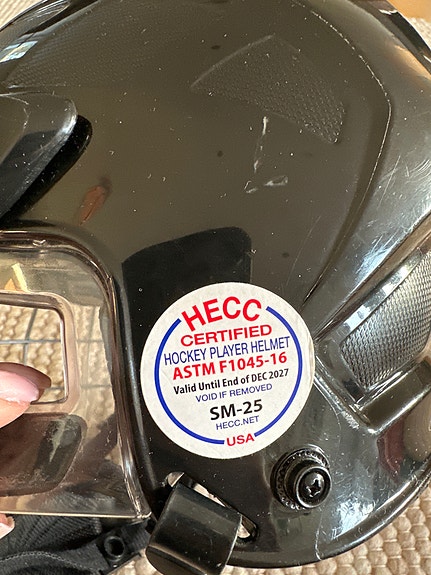 HECC
CERTIFIED
HOCKEY PLAYER HELMET
ASTM F1045-16
Valid Until End of DEC 2027
VOID IF REMOVED
SM-25
HECC.NET
USA